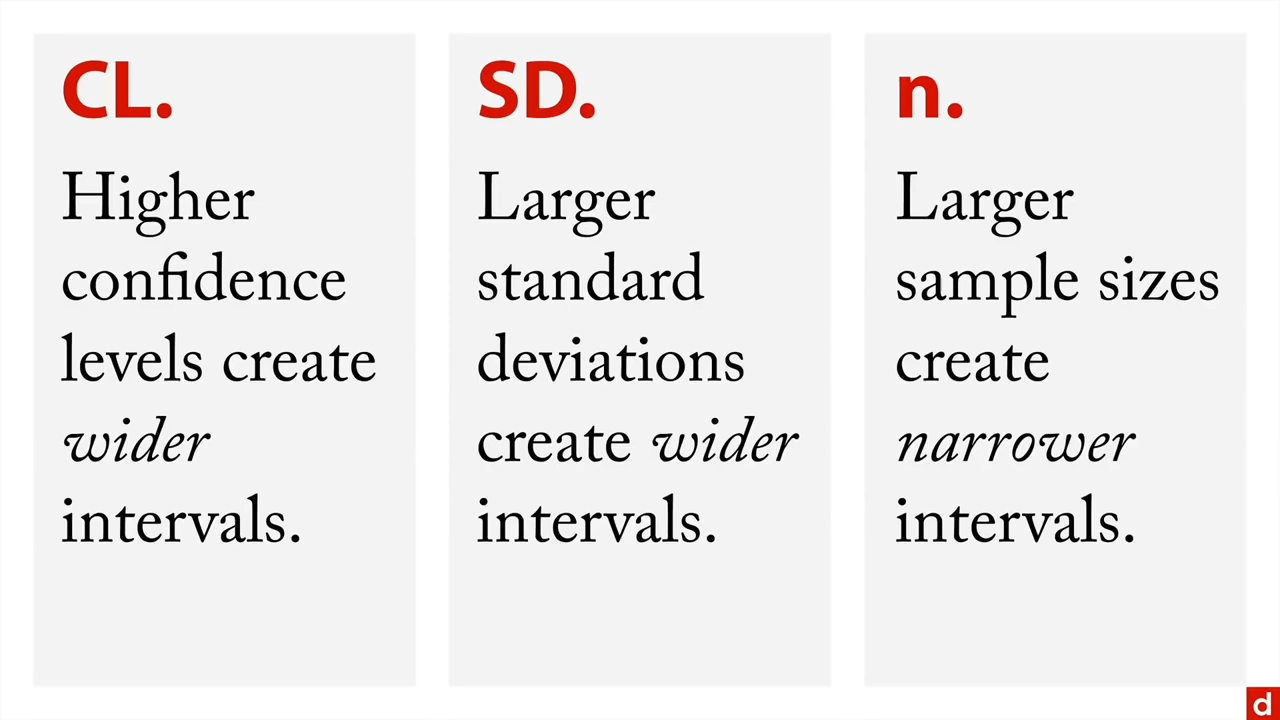 CL.
Higher
confidence
levels create
wider
intervals.
SD.
Larger
standard
deviations
create wider
intervals.
n.
Larger
sample sizes
create
narrower
intervals.
d